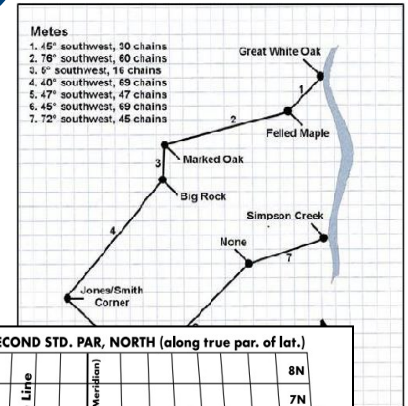 Metes
1. 45° southwest, 30 chains
2. 76° southwest, 60 chains
3. 5° southwest, 16 chains
4. 40° southwest, 69 chains
5. 47° southwest, 47 chains
6. 45° southwest, 69 chains
7. 72° southwest, 45 chains
Great White Oak
1
2
Felled Maple
3
Marked Oak
Big Rock
Simpson Creek
None
4
7
Jones/Smith
Corner
ECOND STD. PAR, NORTH (along true par. of lat.)
Line
Meridian)
8N
7N